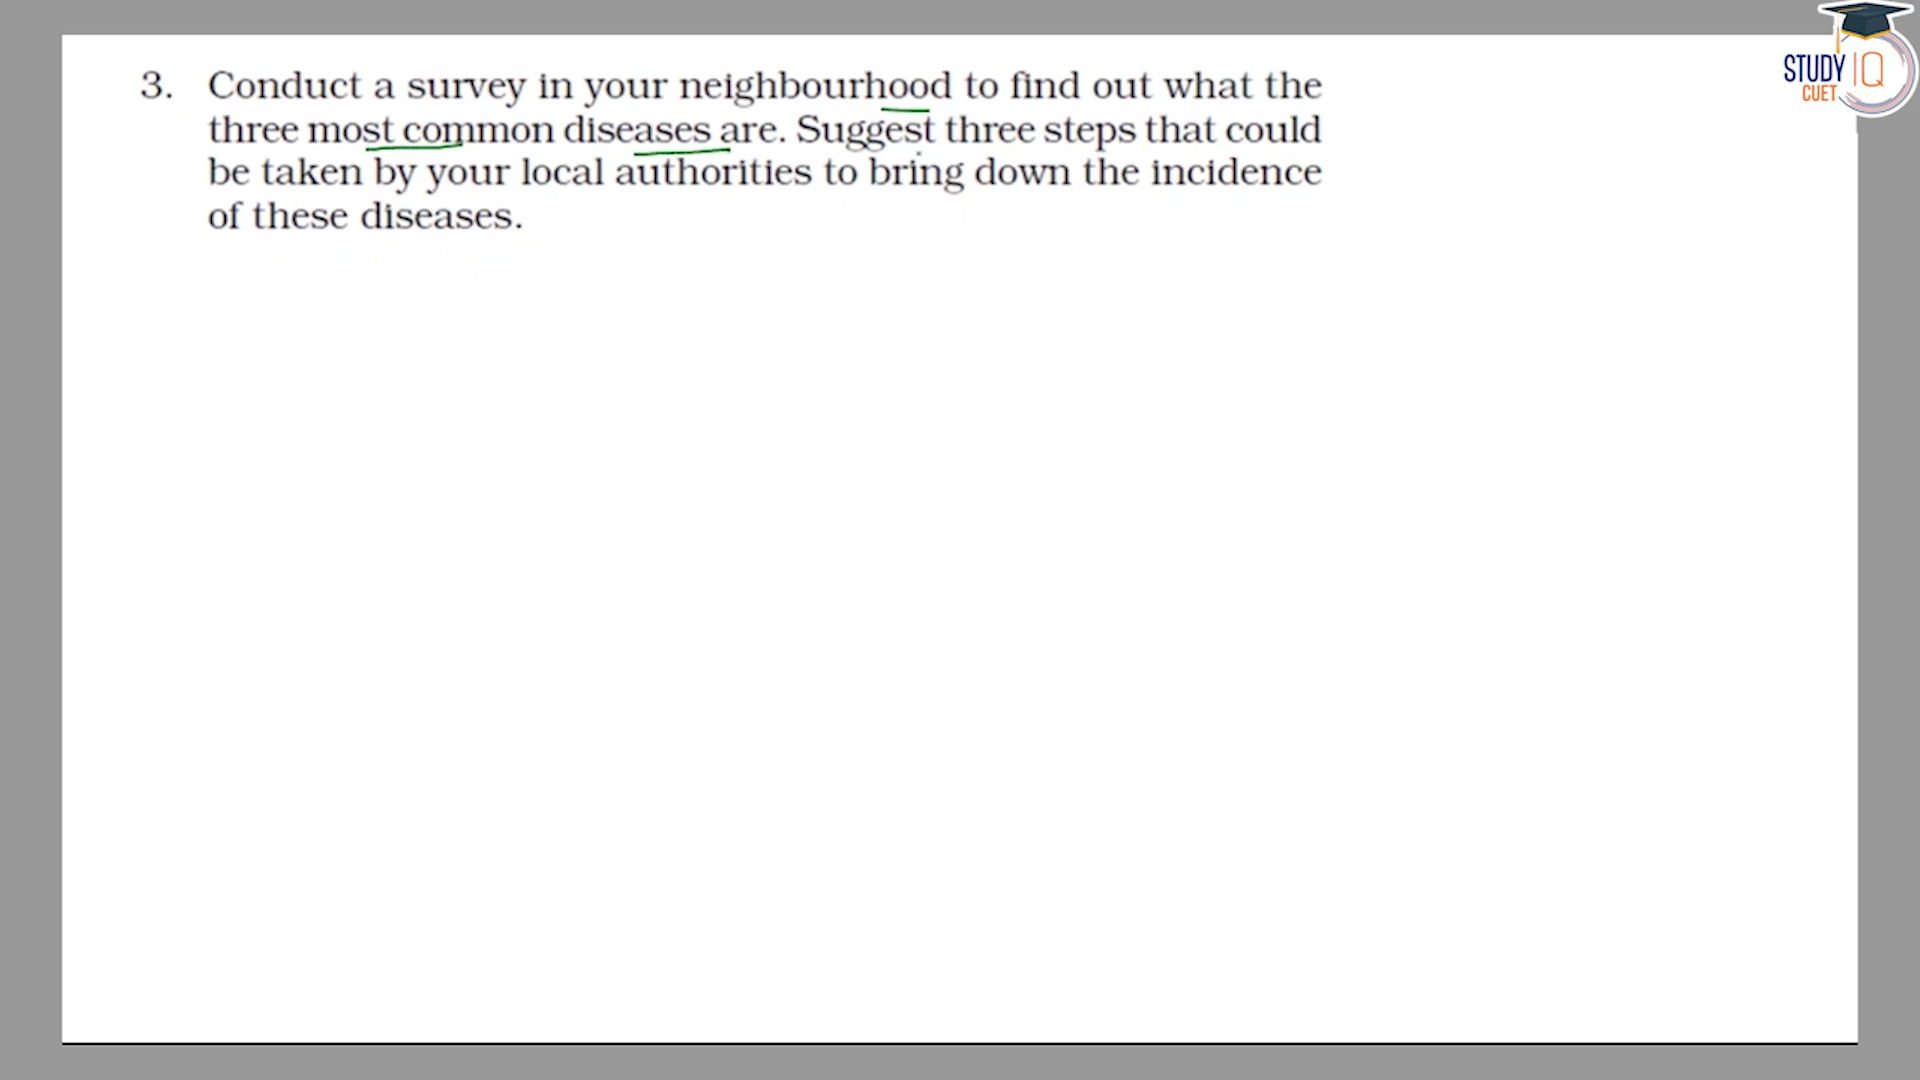 STUDY IQ
CUET
3. Conduct a survey in your neighbourhood to find out what the
three most common diseases are. Suggest three steps that could
be taken by your local authorities to bring down the incidence
of these diseases.